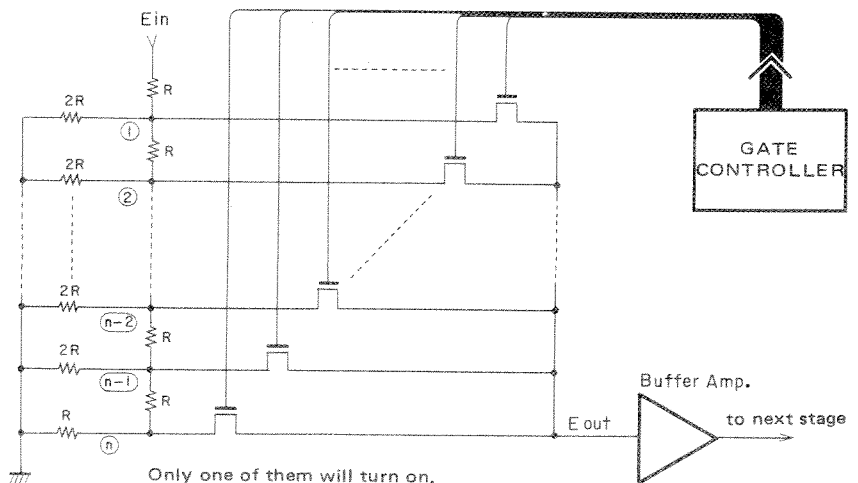 Ein
R
2R
①
R
GATE
CONTROLLER
2R
②
2R
(n-2)
R
2R
(n-1)
R
Buffer Amp.
R
(n)
E out
to next stage
Only one of them will turn on.